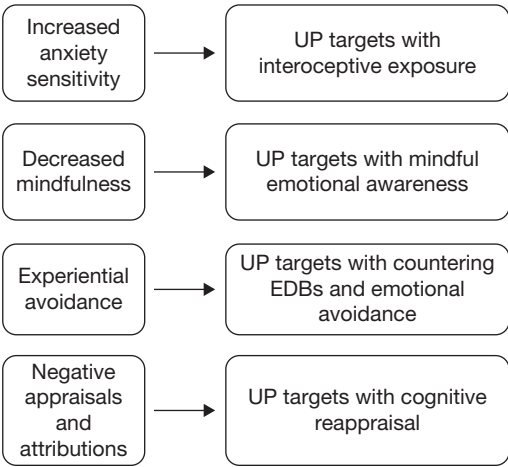 Increased
anxiety
sensitivity
UP targets with
interoceptive exposure
Decreased
mindfulness
UP targets with mindful
emotional awareness
Experiential
avoidance
UP targets with countering
EDBs and emotional
avoidance
Negative
appraisals
and
attributions
UP targets with cognitive
reappraisal